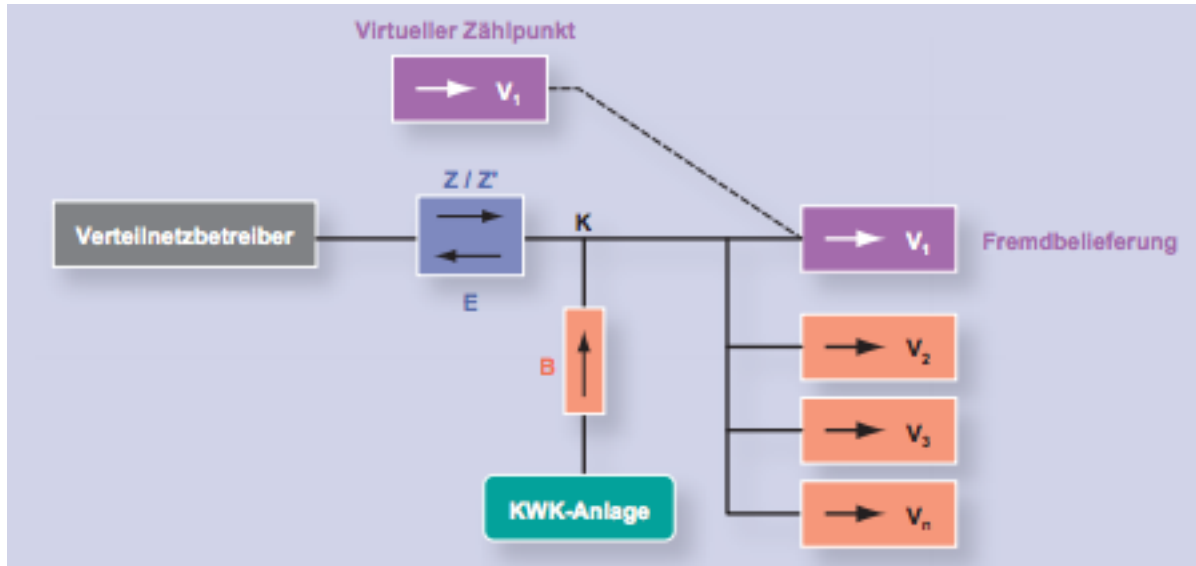 Virtueller Zählpunkt
V₁
Z / Z'
Verteilnetzbetreiber
K
V₁
Fremdbelieferung
E
B
V₂
V₃
KWK-Anlage
Vₙ